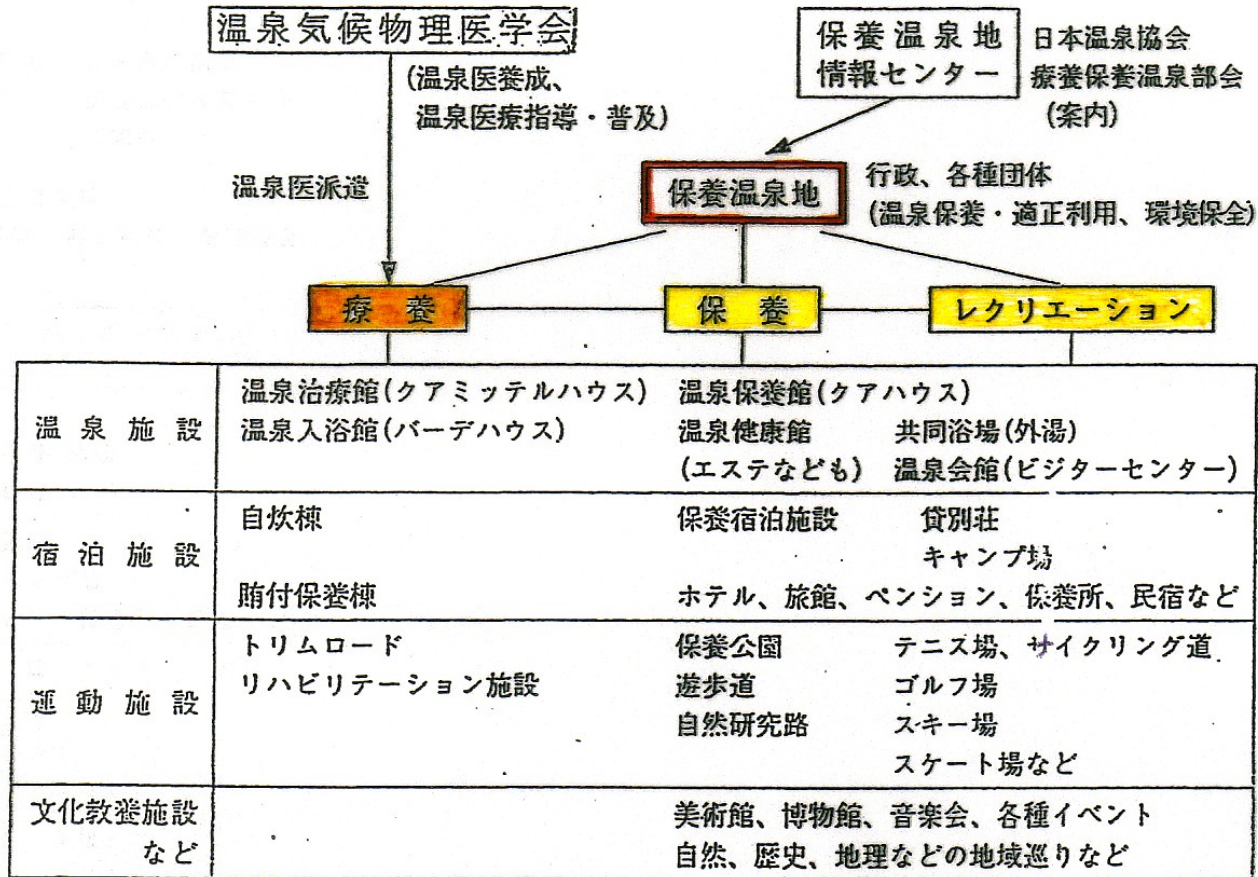 温泉気候物理医学会
保養温泉地
情報センター
日本温泉協会
療養保養温泉部会
(案内)
(温泉医養成、
温泉医療指導・普及)
温泉医派遣
保養温泉地
行政、各種団体
(温泉保養・適正利用、環境保全)
療養
保養
レクリエーション
温泉施設
温泉治療館(クアミッテルハウス) 温泉保養館(クアハウス)
温泉入浴館(バーデハウス) 温泉健康館 共同浴場(外湯)
(エステなども) 温泉会館(ビジターセンター)
宿泊施設
自炊棟 保養宿泊施設 貸別荘
キャンプ場
賄付保養棟 ホテル、旅館、ペンション、保養所、民宿など
運動施設
トリムロード 保養公園 テニス場、サイクリング道
リハビリテーション施設 遊歩道 ゴルフ場
自然研究路 スキー場
スケート場など
文化教養施設
など
美術館、博物館、音楽会、各種イベント
自然、歴史、地理などの地域巡りなど